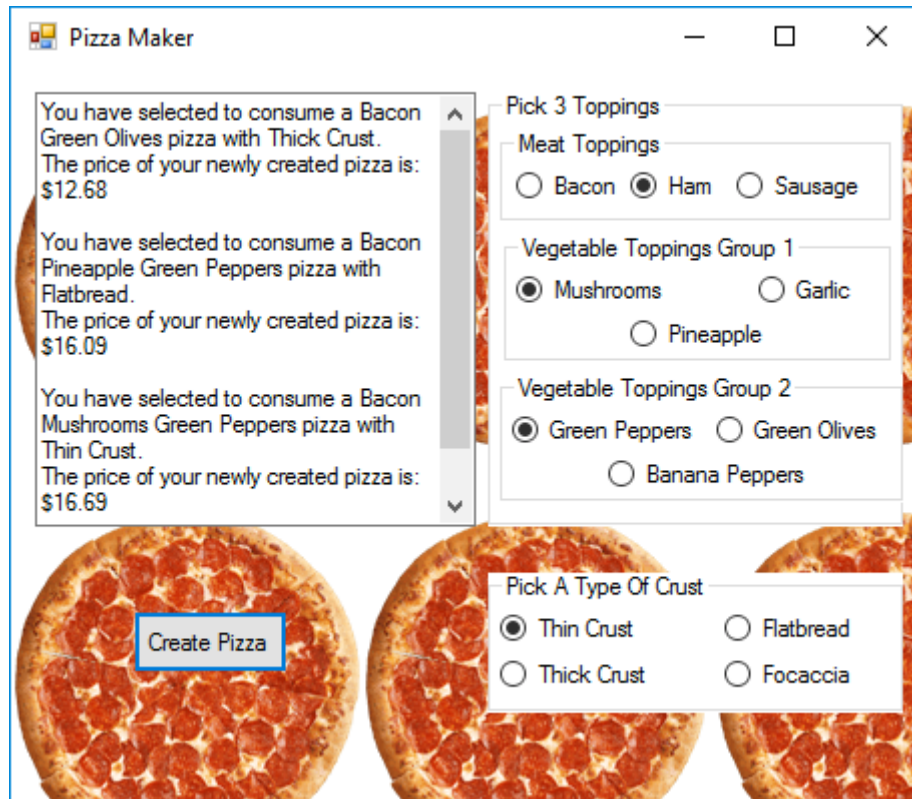 Pizza Maker
You have selected to consume a Bacon
Green Olives pizza with Thick Crust.
The price of your newly created pizza is:
$12.68
You have selected to consume a Bacon
Pineapple Green Peppers pizza with
Flatbread.
The price of your newly created pizza is:
$16.09
You have selected to consume a Bacon
Mushrooms Green Peppers pizza with
Thin Crust.
The price of your newly created pizza is:
$16.69
Create Pizza
Pick 3 Toppings
Meat Toppings
Bacon Ham Sausage
Vegetable Toppings Group 1
Mushrooms Garlic
Pineapple
Vegetable Toppings Group 2
Green Peppers Green Olives
Banana Peppers
Pick A Type Of Crust
Thin Crust Flatbread
Thick Crust Focaccia